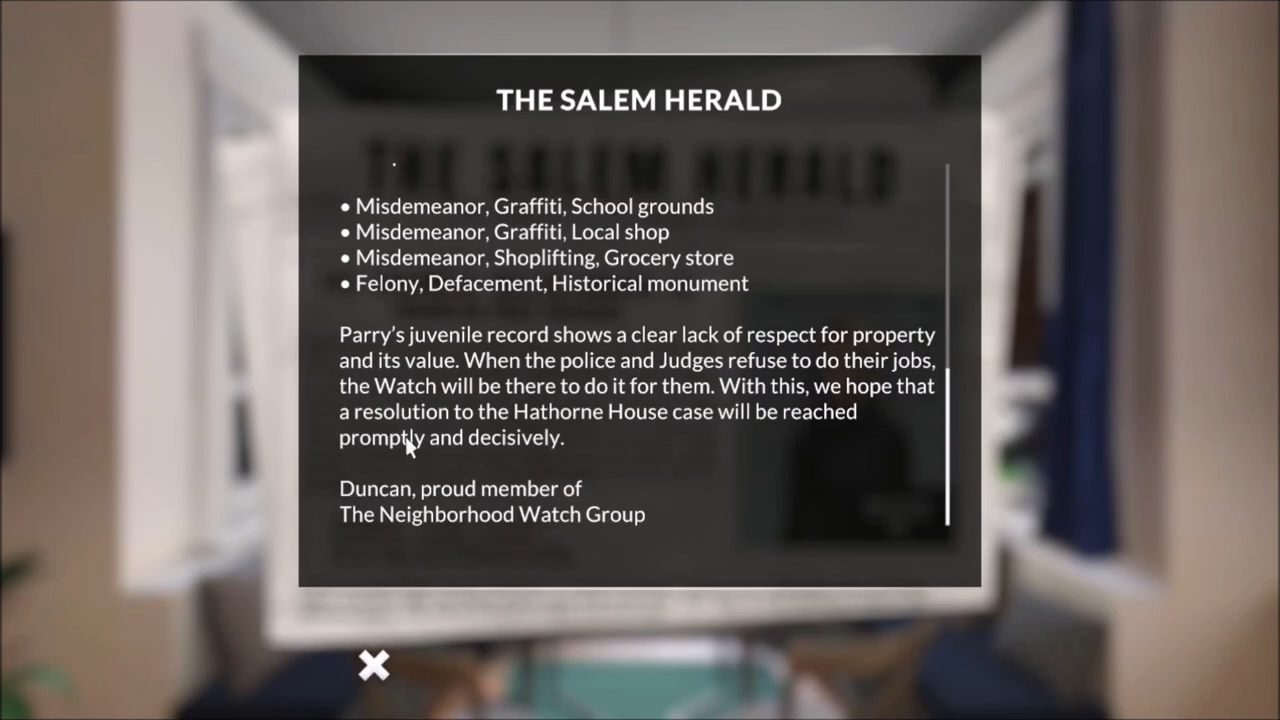 THE SALEM HERALD
THE SALEM HERALD
• Misdemeanor, Graffiti, School grounds
• Misdemeanor, Graffiti, Local shop
• Misdemeanor, Shoplifting, Grocery store
• Felony, Defacement, Historical monument
Parry’s juvenile record shows a clear lack of respect for property
and its value. When the police and Judges refuse to do their jobs,
the Watch will be there to do it for them. With this, we hope that
a resolution to the Hathorne House case will be reached
promptly and decisively.
Duncan, proud member of
The Neighborhood Watch Group